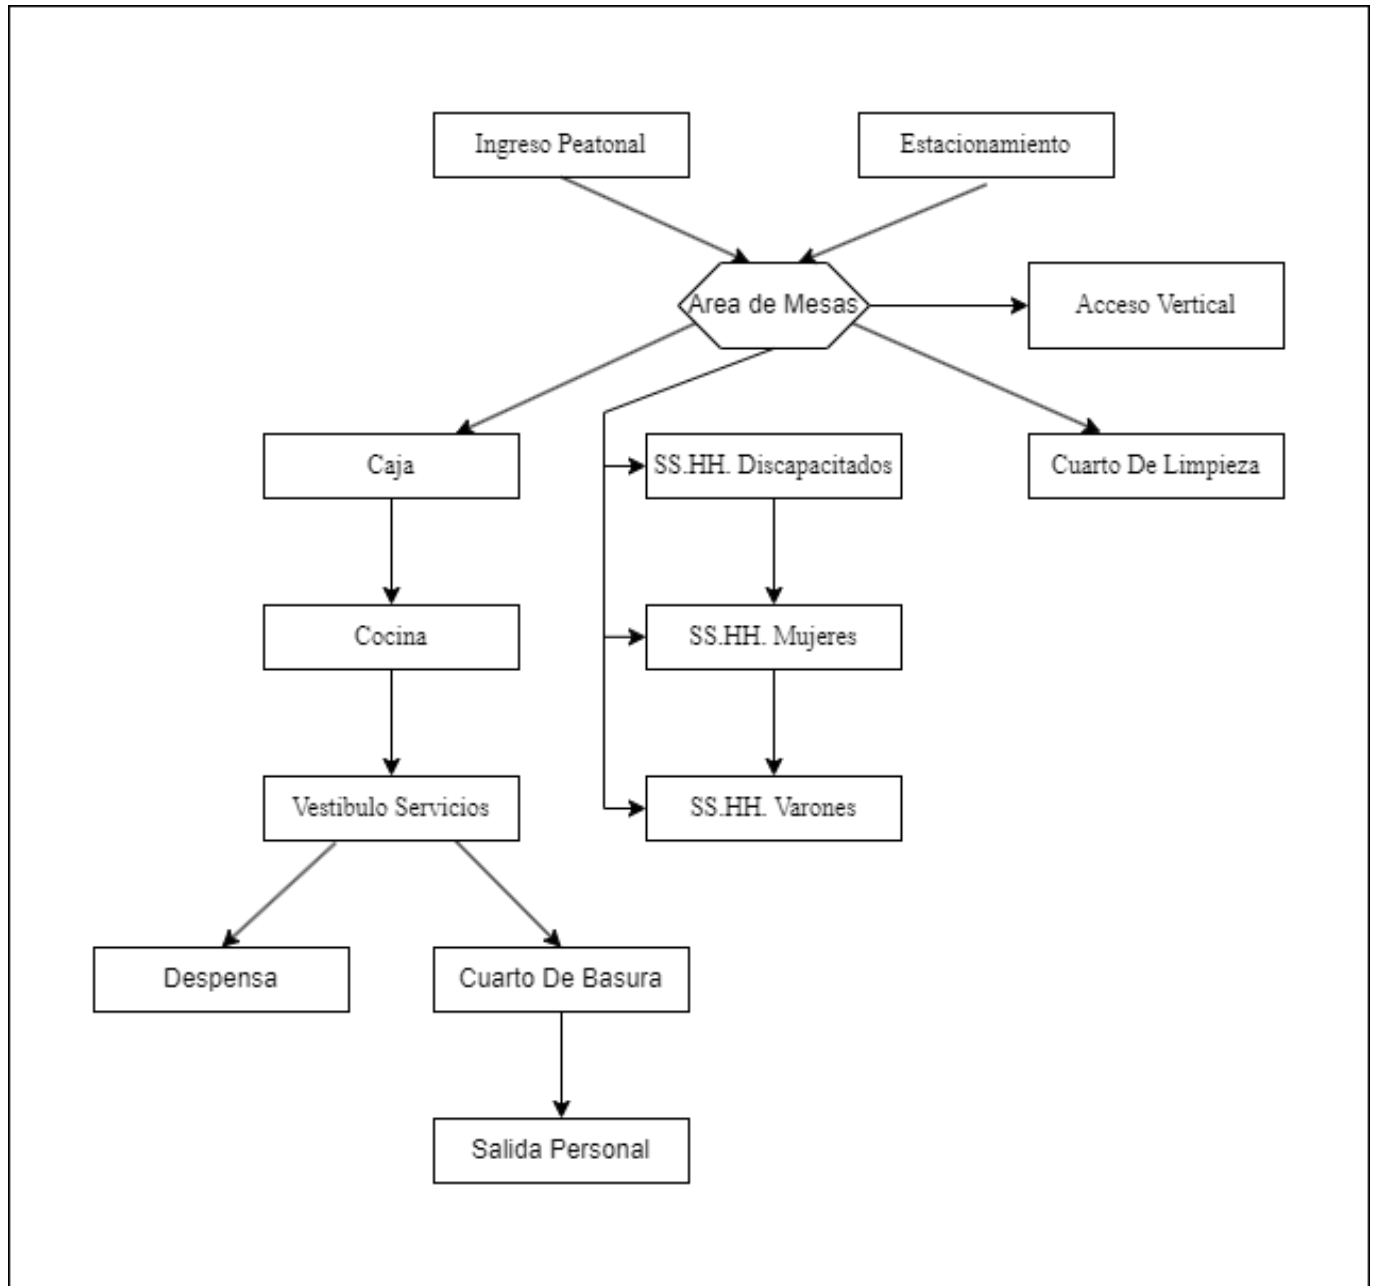 Ingreso Peatonal
Estacionamiento
Area de Mesas
Acceso Vertical
Caja
SS.HH. Discapacitados
Cuarto De Limpieza
Cocina
SS.HH. Mujeres
Vestibulo Servicios
SS.HH. Varones
Despensa
Cuarto De Basura
Salida Personal